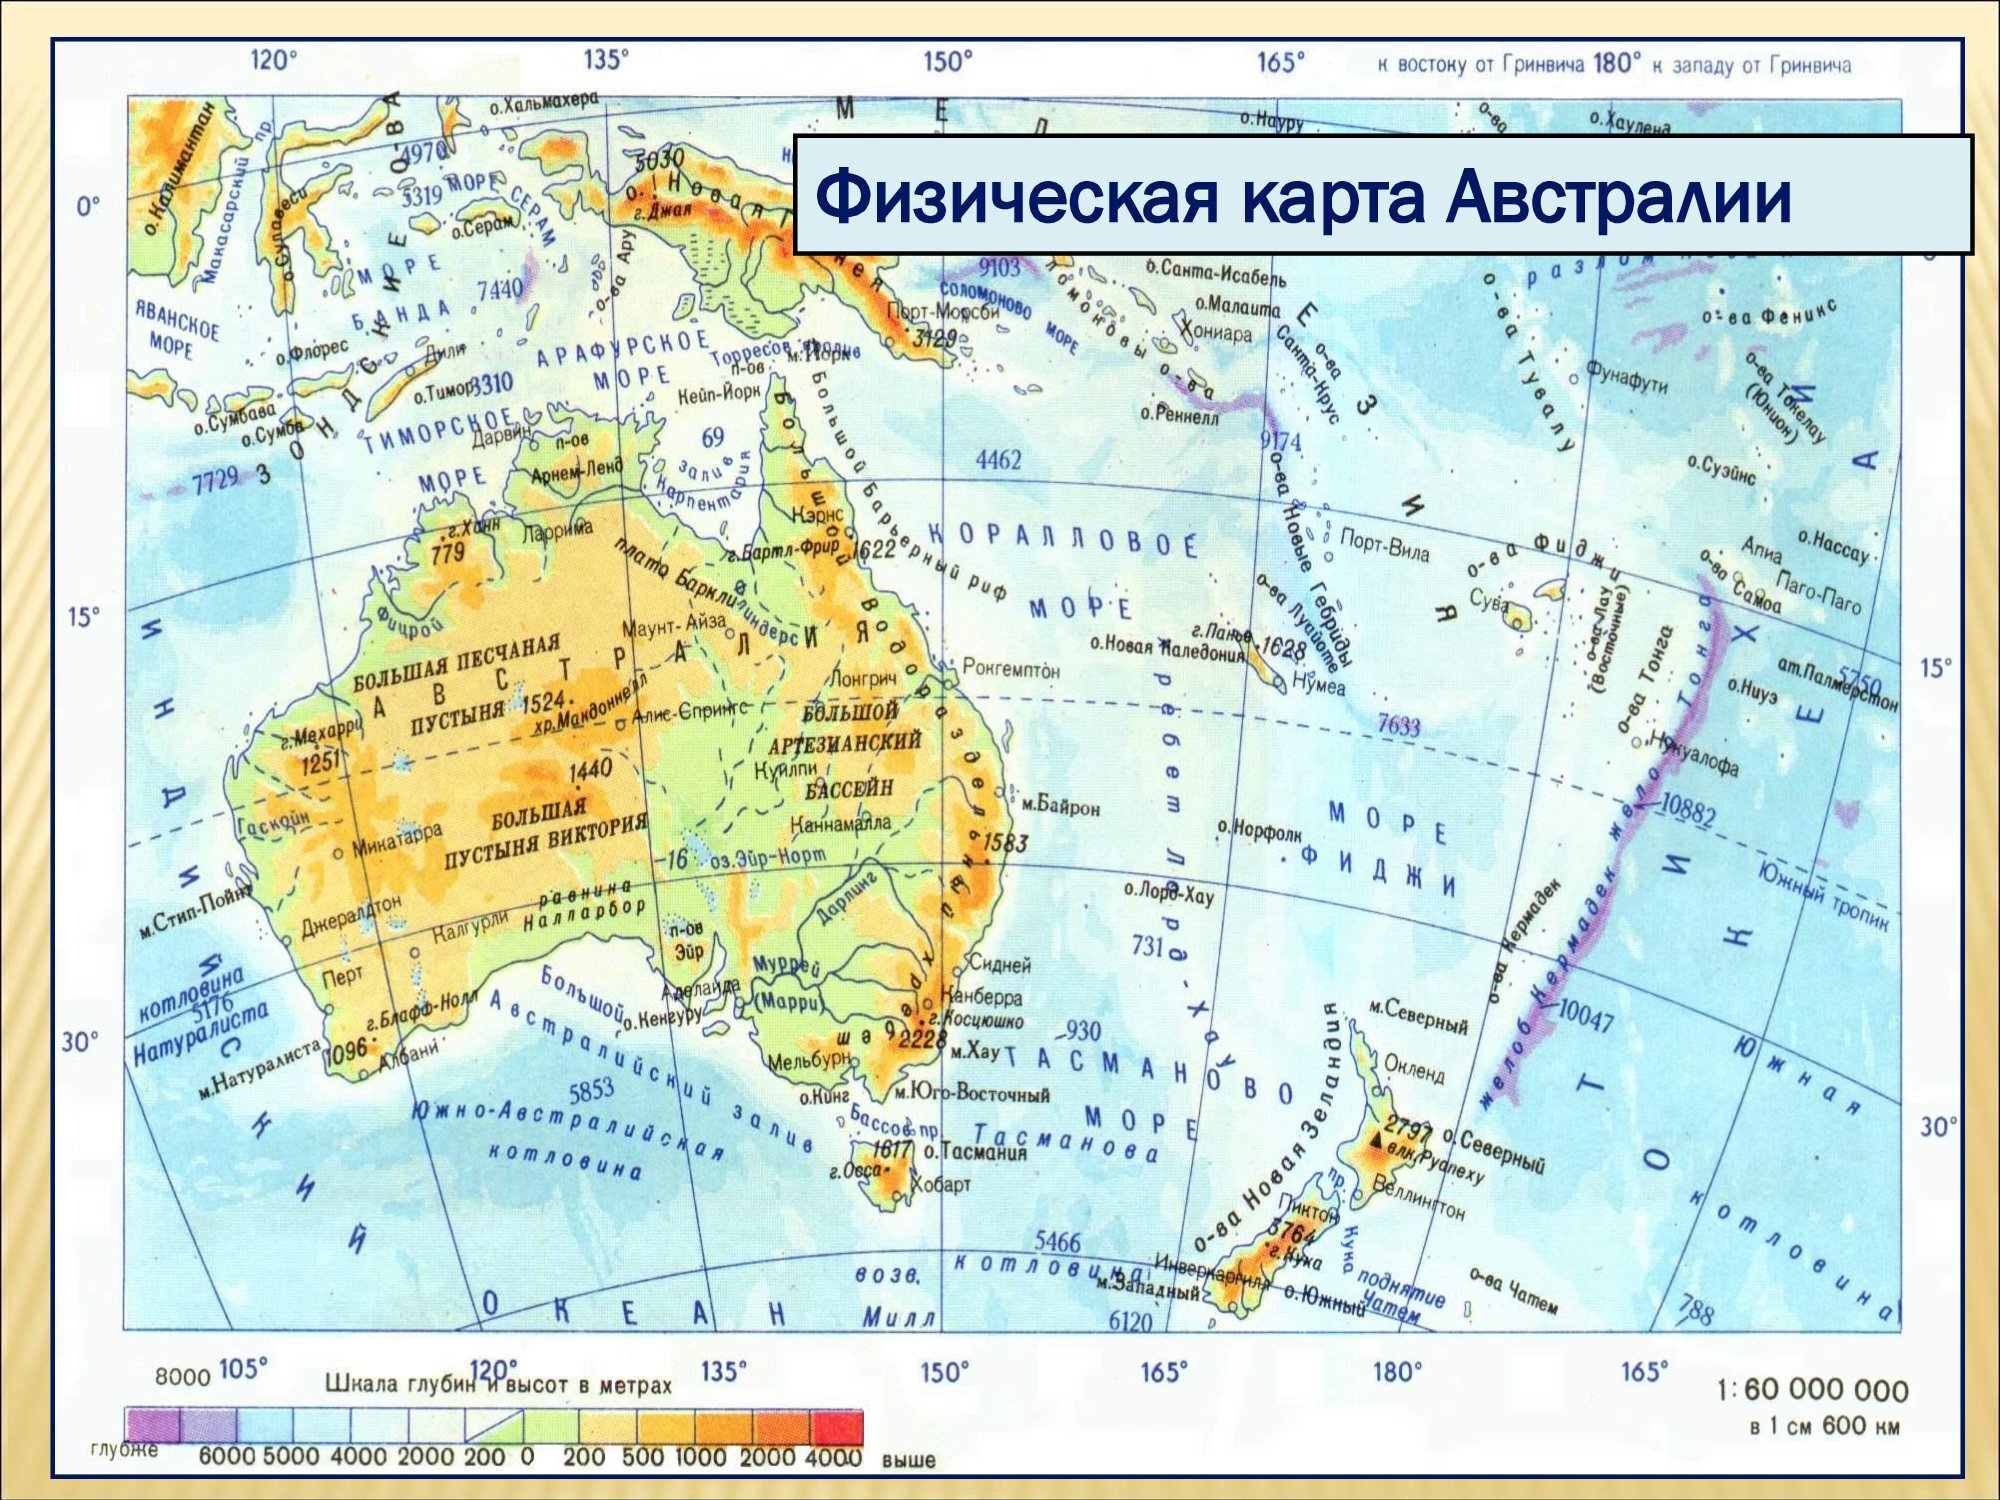 120° 135° 150° 165° к востоку от Гринвича 180° к западу от Гринвича
Физическая карта Австралии
о.Хальмахера
о.Науру
о.Хауленд
М Е Л
А Н Е З И Я
0°
о.Калимантан
Макасарский пр.
о.Сулавеси
4970
5319
МОРЕ СЕРАМ
о.Серам
5030
г.Джая
о. Новая Гвинея
о-ва Ару
МОРЕ
БАНДА
7440
9103
СОЛОМОНОВО МОРЕ
о.Санта-Исабель
о.Малаита
Хониара
о-ва Санта-Крус
о-ва Тувалу
о-ва Феникс
Фунафути
о-ва Токелау
(Юнион)
ЯВАНСКОЕ
МОРЕ
о.Флорес
Дили
о.Тимор
3310
АРАФУРСКОЕ
МОРЕ
Торресов пролив
м.Йорк
п-ов
Кейп-Йорк
Порт-Морсби
3129
о.Реннелл
о.Сумбава
о.Сумба
ЗОНДСКИЕ О-ВА
ТИМОРСКОЕ
МОРЕ
Дарвин
п-ов
Арнем-Ленд
69
залив
Карпентария
7729
4462
9174
о.Суэйнс
о.Нассау
г.Ханн
779
Ларрима
Кэрнс
г.Бартл-Фрир
1622
Большой Барьерный риф
КОРАЛЛОВОЕ
МОРЕ
о-ва Новые Гебриды
Порт-Вила
о-ва Фиджи
Сува
о-ва Лау
(Восточные)
Апиа
о-ва Самоа
Паго-Паго
15°
Фицрой
плато Баркли
Флиндерс
Маунт-Айза
БОЛЬШАЯ ПЕСЧАНАЯ
ПУСТЫНЯ
АВСТРАЛИЯ
1524
хр.Макдоннелл
Алис-Спрингс
Лонгрич
Рокгемптон
о.Новая Каледония
г.Панье
1628
Нумеа
о-ва Луайоте
о-ва Тонга
о.Ниуэ
ат.Палмерстон
5750
15°
г.Мехарри
1251
1440
БОЛЬШОЙ
АРТЕЗИАНСКИЙ
БАССЕЙН
Куилпи
7633
Нукуалофа
Большой Водораздельный хребет
Гаскойн
Микатарра
БОЛЬШАЯ
ПУСТЫНЯ ВИКТОРИЯ
Каннамалла
м.Байрон
1583
-16 оз.Эйр-Норт
о.Норфолк
МОРЕ
ФИДЖИ
10882
Южный тропик
желоб Тонга
м.Стип-Пойнт
Джералдтон
Калгурли
равнина
Налларбор
п-ов
Эйр
Дарлинг
о.Лорд-Хау
731
хребет Лорд-Хау
о-ва Кермадек
желоб Кермадек
10047
Перт
котловина
5176
Натуралиста
г.Блафф-Нолл
1096
Албани
м.Натуралиста
Большой
Австралийский залив
о.Кенгуру
Аделаида
Муррей
(Марри)
Сидней
Канберра
г.Косцюшко
2228
м.Хау
Мельбурн
о.Кинг
м.Юго-Восточный
930
ТАСМАНОВО
МОРЕ
Тасманова
котловина
м.Северный
Окленд
30°
5853
Южно-Австралийская
котловина
Бассов пр.
1617
о.Тасмания
г.Осса
Хобарт
о-ва Новая Зеландия
2797
о.Северный
влк.Руапеху
Веллингтон
Пиктон
пр. Кука
3764
г.Кука
Инверкаргилл
о.Южный
м.Западный
поднятие
Чатем
о-ва Чатем
Южная
котловина
30°
ИНДИЙСКИЙ
ОКЕАН
ТИХИЙ ОКЕАН
5466
возв.
Милл
6120
788
105° 120° 135° 150° 165° 180° 165°
8000
Шкала глубин и высот в метрах
глубже 6000 5000 4000 2000 200 0 200 500 1000 2000 4000 выше
1:60 000 000
в 1 см 600 км